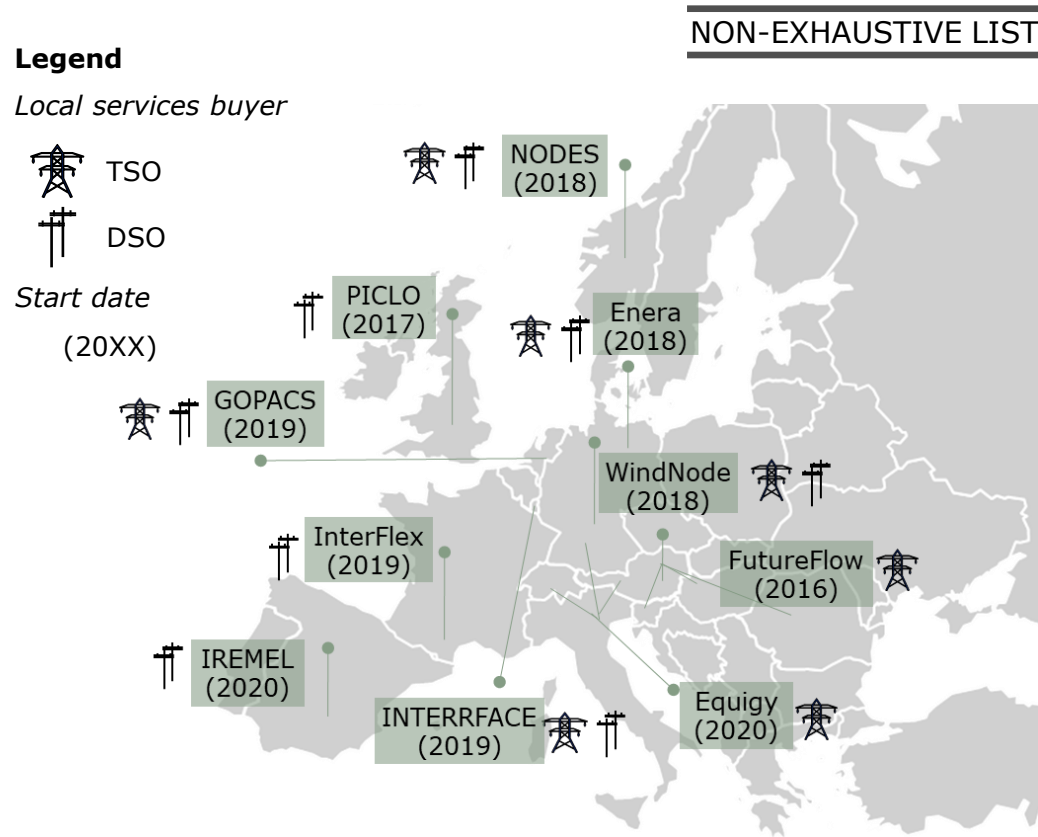 NON-EXHAUSTIVE LIST
Legend
Local services buyer
TSO
DSO
Start date
(20XX)
NODES
(2018)
PICLO
(2017)
Enera
(2018)
GOPACS
(2019)
WindNode
(2018)
InterFlex
(2019)
FutureFlow
(2016)
IREMEL
(2020)
INTERRFACE
(2019)
Equigy
(2020)